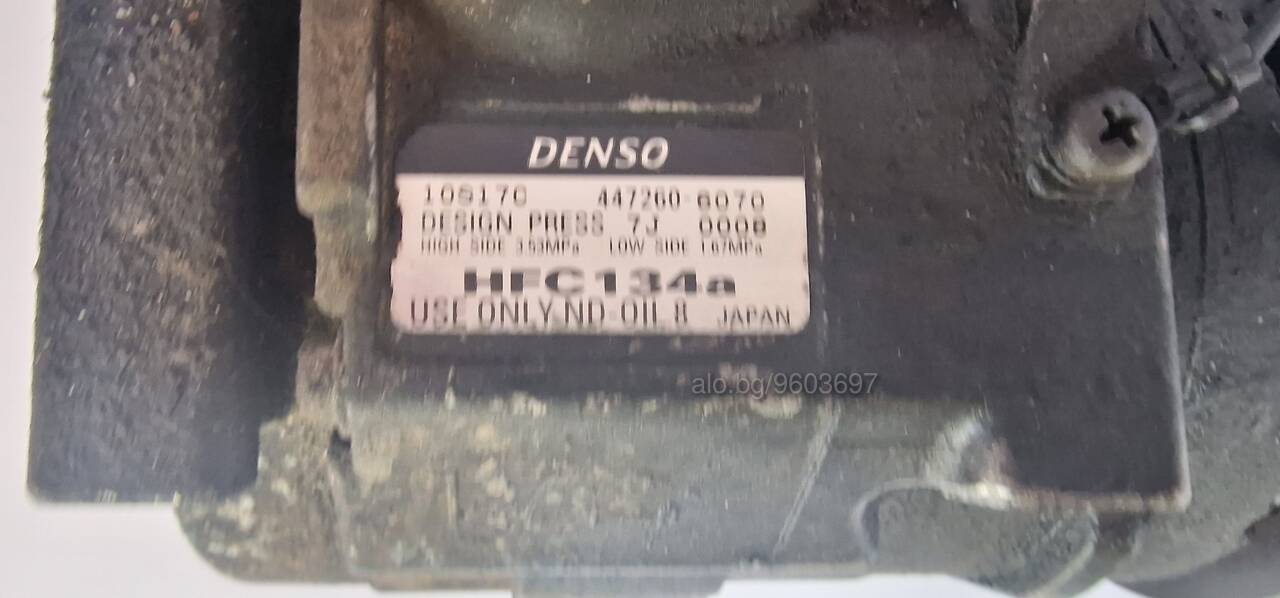 DENSO
10S17C 447260-6070
DESIGN PRESS 7J 0008
HIGH SIDE 3.53MPa LOW SIDE 1.67MPa
HFC134a
USE ONLY ND-OIL 8 JAPAN
alo.bg/9603697